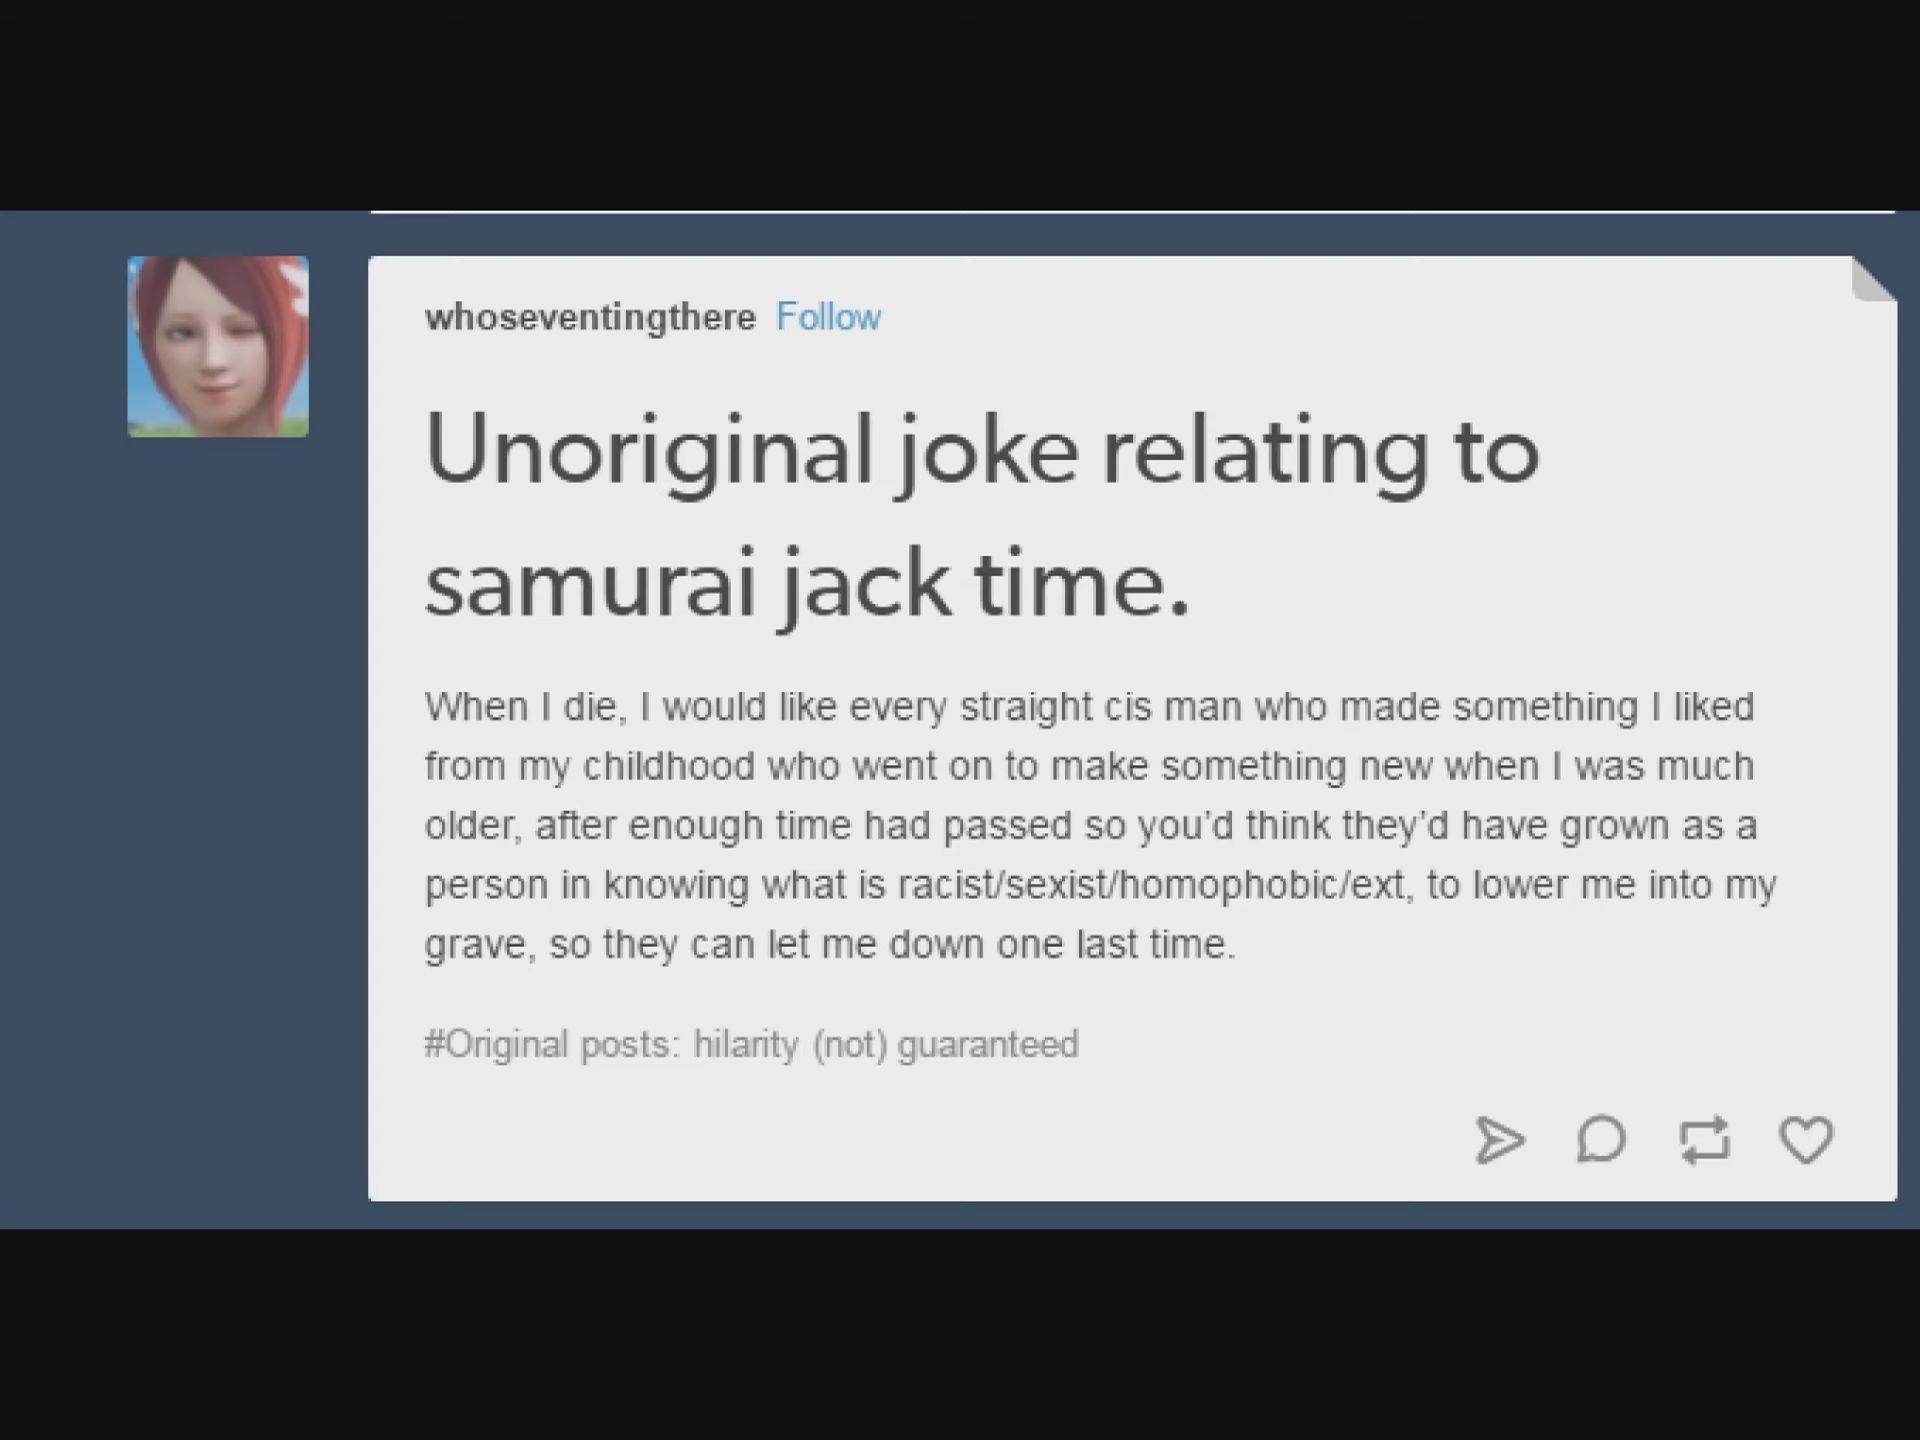 whoseventingthere Follow
Unoriginal joke relating to
samurai jack time.
When I die, I would like every straight cis man who made something I liked
from my childhood who went on to make something new when I was much
older, after enough time had passed so you’d think they’d have grown as a
person in knowing what is racist/sexist/homophobic/ext, to lower me into my
grave, so they can let me down one last time.
#Original posts: hilarity (not) guaranteed